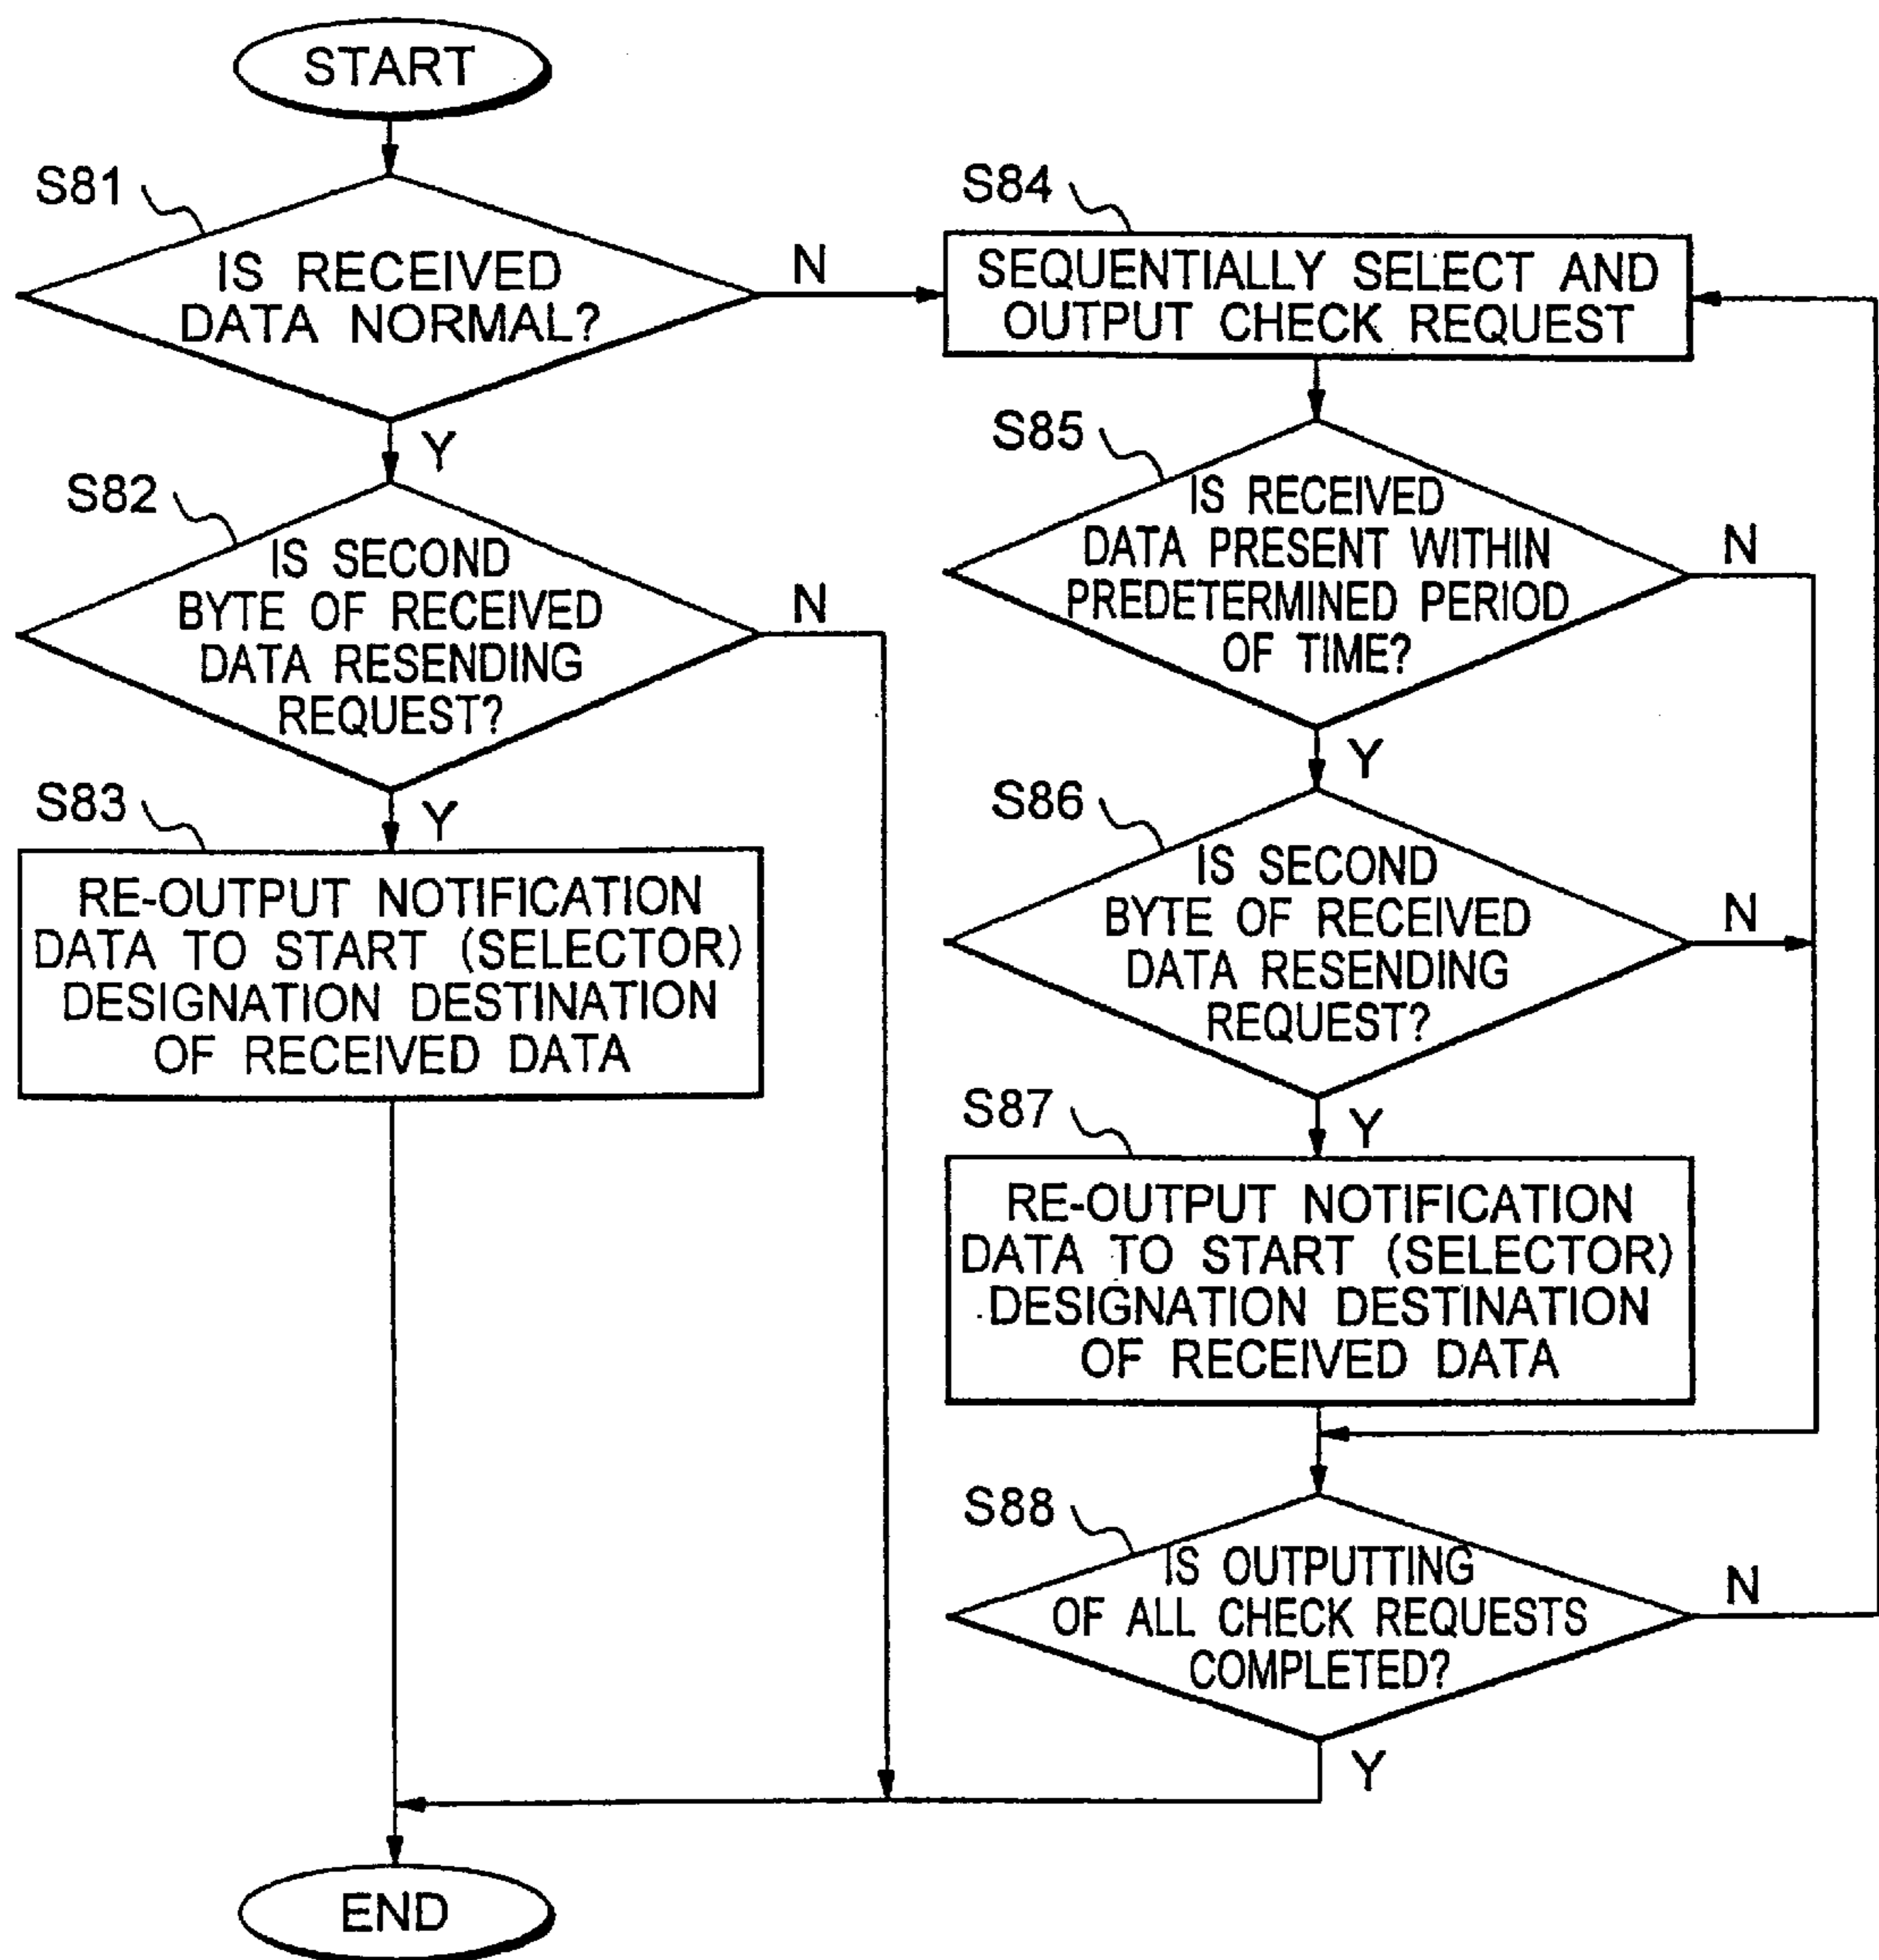 START
S81
IS RECEIVED
DATA NORMAL?
N
Y
S82
IS SECOND
BYTE OF RECEIVED
DATA RESENDING
REQUEST?
N
Y
S83
RE-OUTPUT NOTIFICATION
DATA TO START (SELECTOR)
DESIGNATION DESTINATION
OF RECEIVED DATA
S84
SEQUENTIALLY SELECT AND
OUTPUT CHECK REQUEST
S85
IS RECEIVED
DATA PRESENT WITHIN
PREDETERMINED PERIOD
OF TIME?
N
Y
S86
IS SECOND
BYTE OF RECEIVED
DATA RESENDING
REQUEST?
N
Y
S87
RE-OUTPUT NOTIFICATION
DATA TO START (SELECTOR)
DESIGNATION DESTINATION
OF RECEIVED DATA
S88
IS OUTPUTTING
OF ALL CHECK REQUESTS
COMPLETED?
N
Y
END